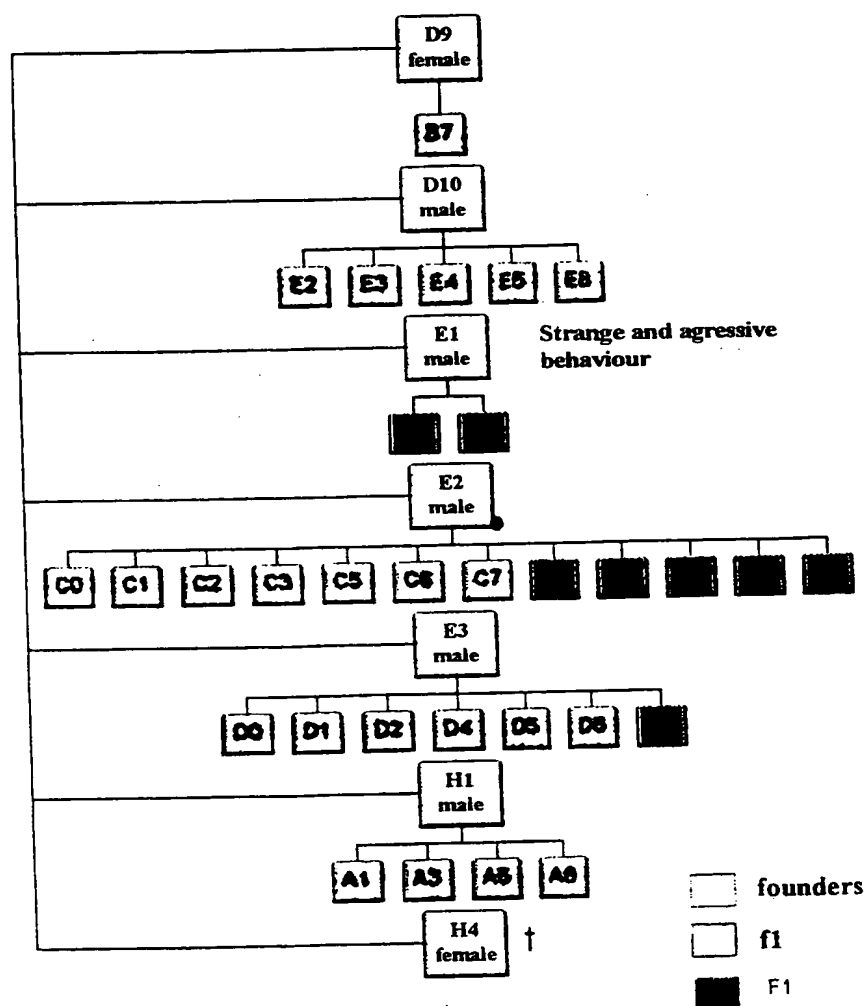 D9
female
B7
D10
male
E2 E3 E4 E5 E8
E1
male
Strange and agressive
behaviour
E2
male
C0 C1 C2 C3 C5 C6 C7
E3
male
D0 D1 D2 D4 D5 D6
H1
male
A1 A3 A5 A6
H4
female
†
founders
f1
F1